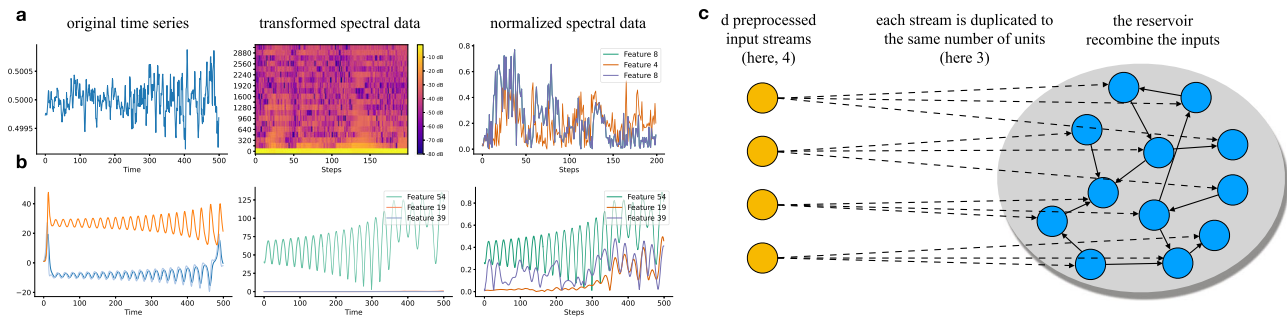 a
original time series
transformed spectral data
normalized spectral data
0.5005
0.5000
0.4995
0 100 200 300 400 500
Time
2880
2560
2240
1920
1600
1280
960
640
320
0
0 50 100 150
Steps
-10 dB
-20 dB
-30 dB
-40 dB
-50 dB
-60 dB
-70 dB
-80 dB
0.8
0.6
0.4
0.2
0.0
0 50 100 150 200
Steps
Feature 8
Feature 4
Feature 8
b
40
20
0
−20
0 100 200 300 400 500
Time
125
100
75
50
25
0
0 100 200 300 400 500
Time
Feature 54
Feature 19
Feature 39
0.8
0.6
0.4
0.2
0.0
0 100 200 300 400 500
Steps
Feature 54
Feature 19
Feature 39
c
d preprocessed
input streams
(here, 4)
each stream is duplicated to
the same number of units
(here 3)
the reservoir
recombine the inputs